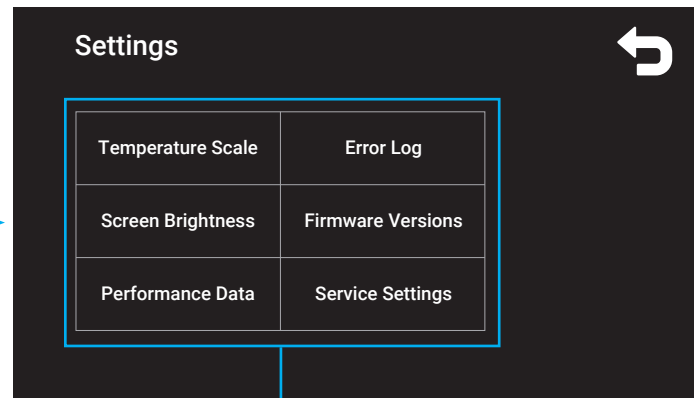 Settings
Temperature Scale
Error Log
Screen Brightness
Firmware Versions
Performance Data
Service Settings